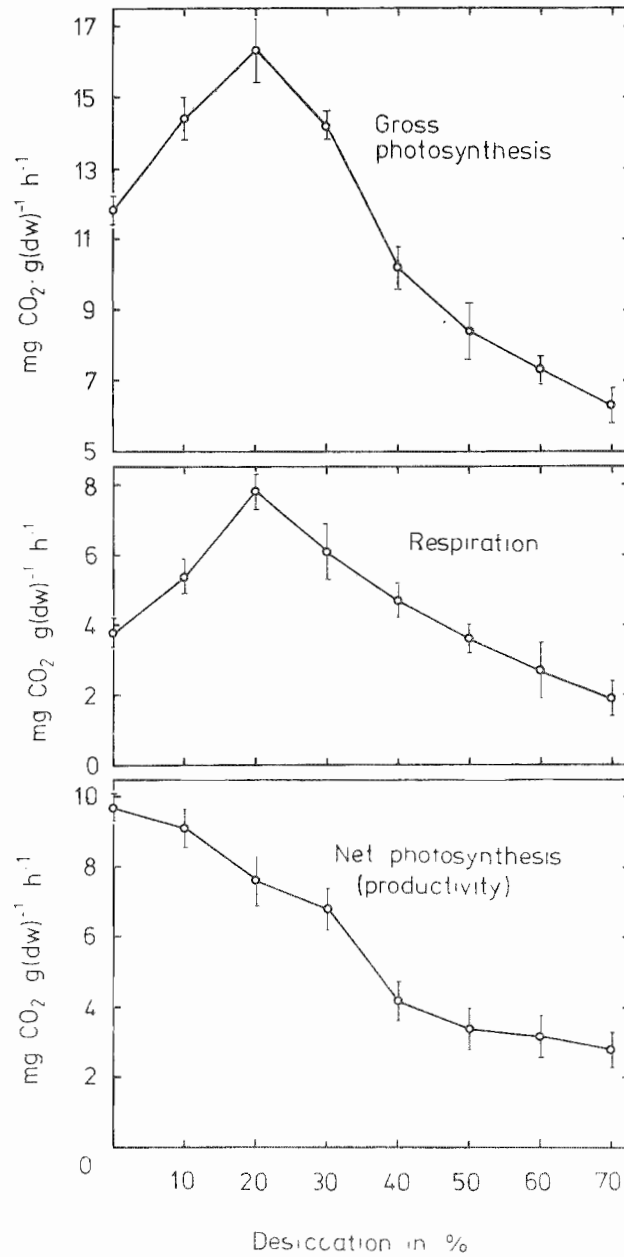 17
15
13
11
9
7
5
mg CO₂· g(dw)⁻¹ h⁻¹
Gross
photosynthesis
8
6
4
2
0
mg CO₂ g(dw)⁻¹ h⁻¹
Respiration
10
8
6
4
2
0
mg CO₂ g(dw)⁻¹ h⁻¹
Net photosynthesis
(productivity)
10 20 30 40 50 60 70
Desiccation in %